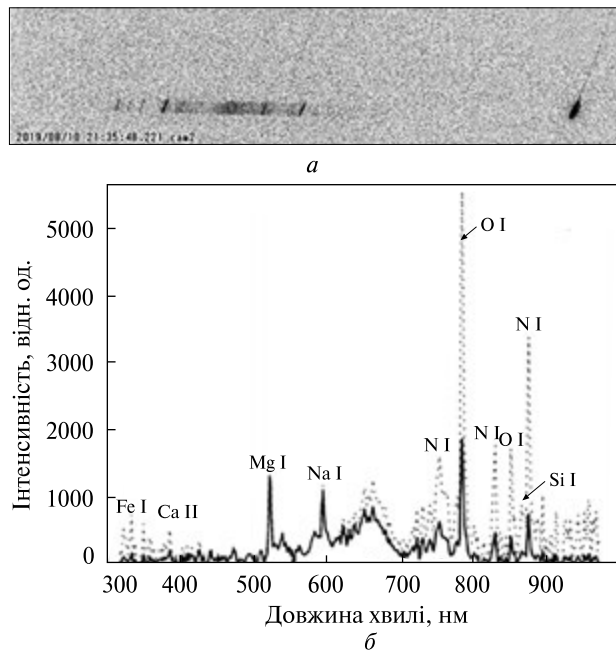 2019/08/10 21:35:48.221 cam2
а
Інтенсивність, відн. од.
5000
4000
3000
2000
1000
0
O I
N I
N I
N I
O I
Si I
Mg I
Na I
Fe I
Ca II
300 400 500 600 700 800 900
Довжина хвилі, нм
б